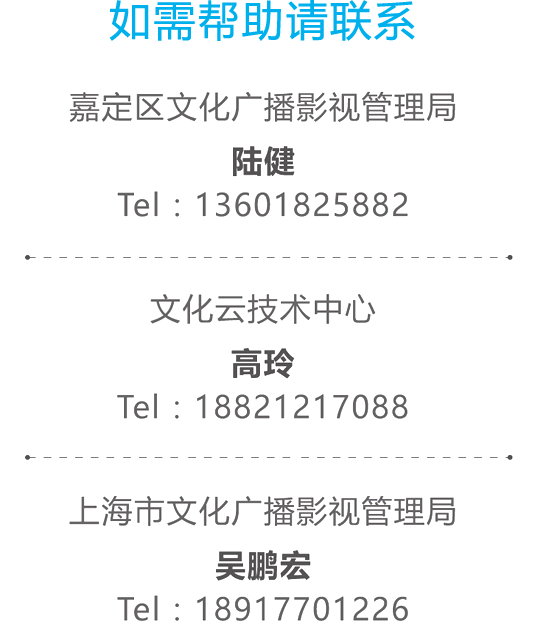 如需帮助请联系
嘉定区文化广播影视管理局
陆健
Tel：13601825882
文化云技术中心
高玲
Tel：18821217088
上海市文化广播影视管理局
吴鹏宏
Tel：18917701226